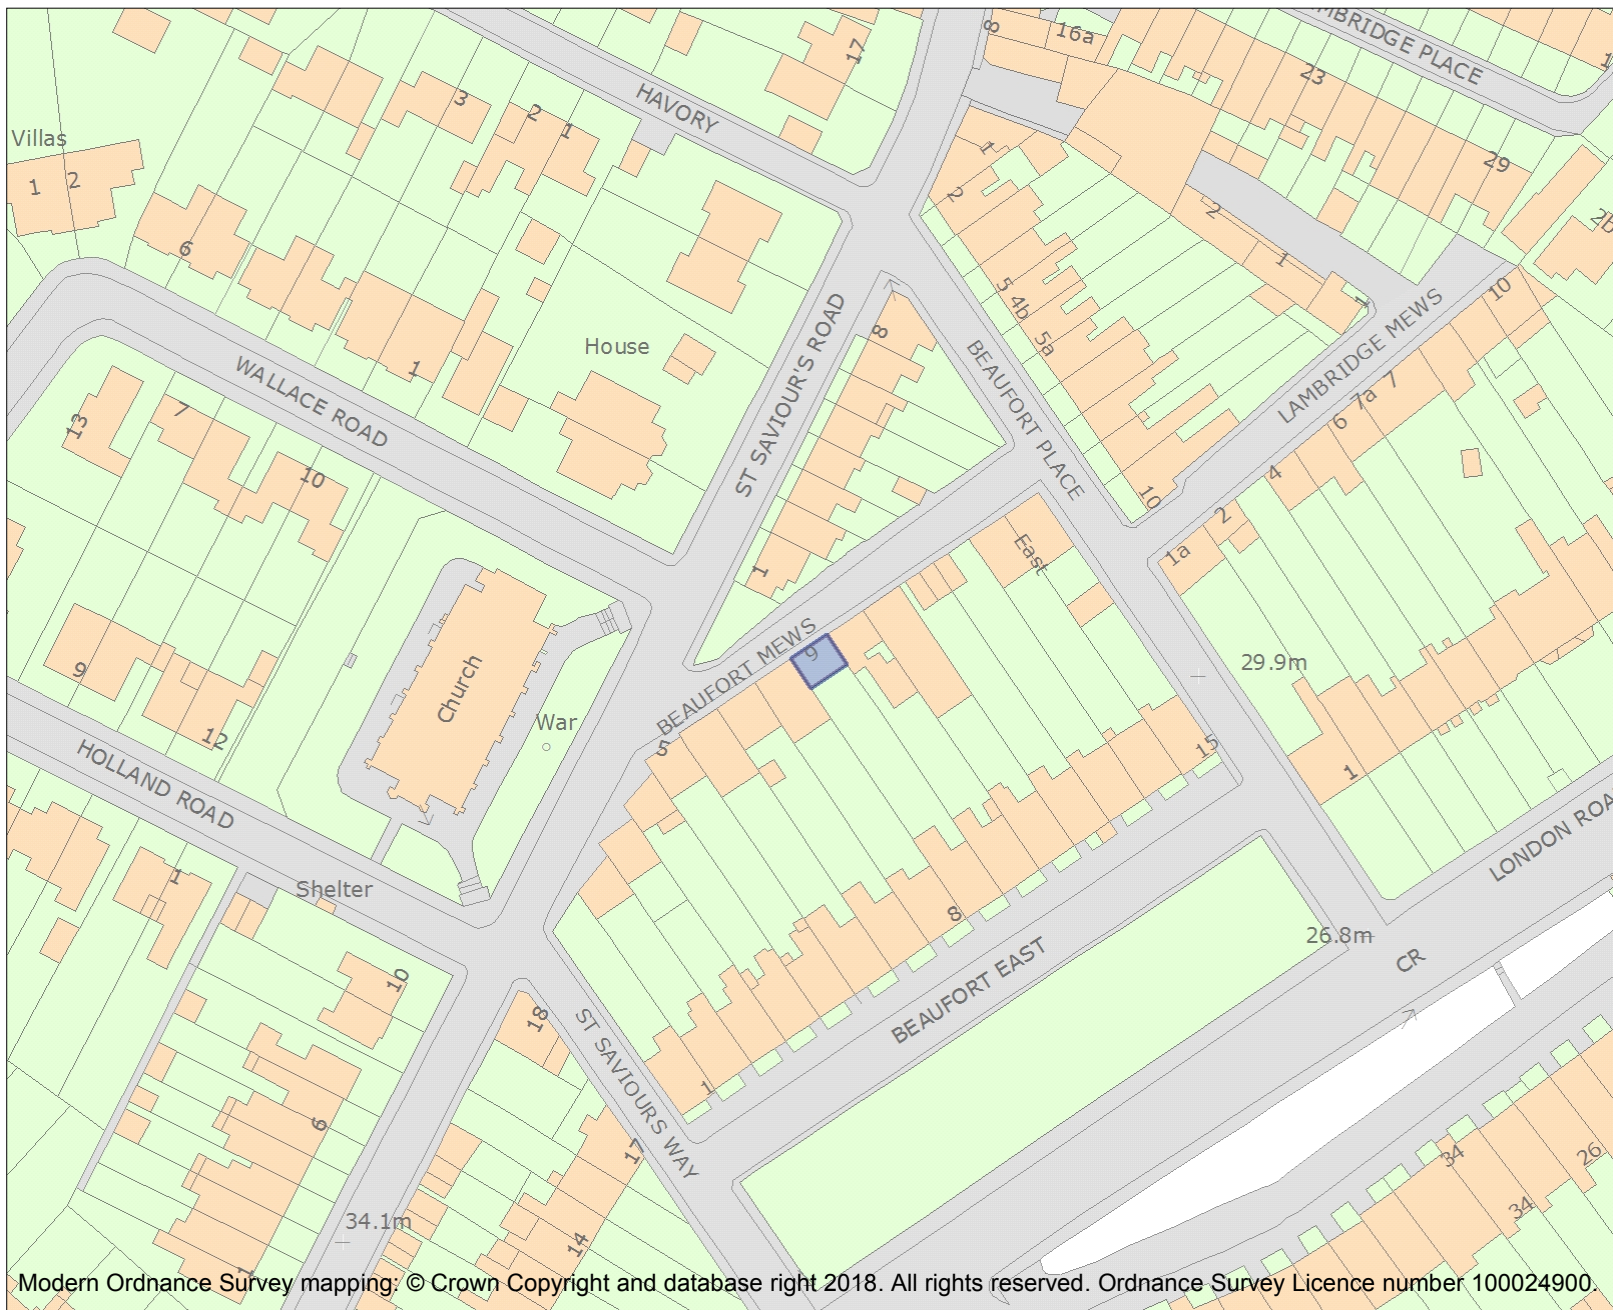 8
16a
MBRIDGE PLACE
17
23
HAVORY
3
2
1
29
Villas
1
2
1
2
2
2b
6
1
10
5
4b
1
5a
ST SAVIOUR'S ROAD
8
House
BEAUFORT PLACE
LAMBRIDGE MEWS
WALLACE ROAD
1
7
7a
6
13
7
10
10
4
2
1a
East
1
BEAUFORT MEWS
9
29.9m
9
Church
War
5
12
15
1
HOLLAND ROAD
LONDON ROA
1
Shelter
8
26.8m
CR
BEAUFORT EAST
10
18
ST SAVIOURS WAY
1
6
17
34
26
34
34.1m
14
1
Modern Ordnance Survey mapping: © Crown Copyright and database right 2018. All rights reserved. Ordnance Survey Licence number 100024900.